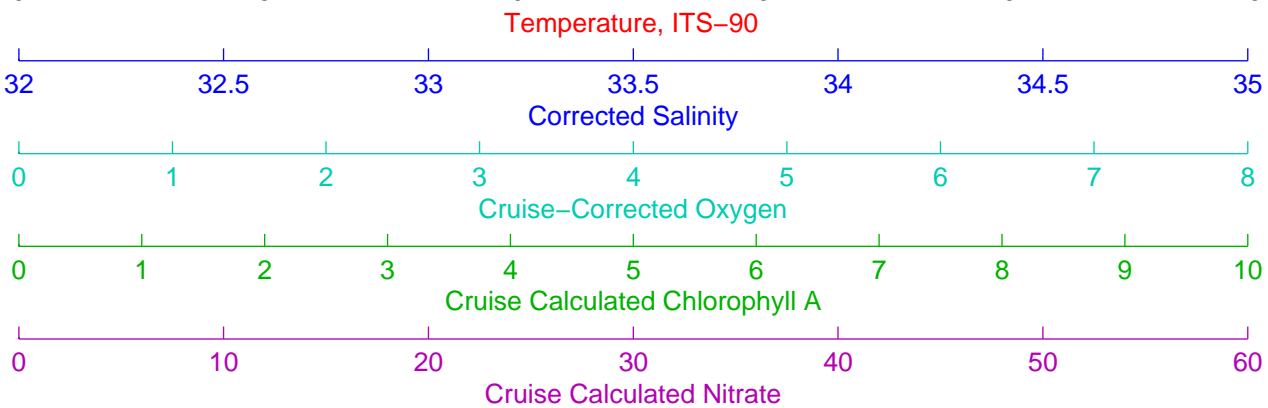 Temperature, ITS−90
32 32.5 33 33.5 34 34.5 35
Corrected Salinity
0 1 2 3 4 5 6 7 8
Cruise−Corrected Oxygen
0 1 2 3 4 5 6 7 8 9 10
Cruise Calculated Chlorophyll A
0 10 20 30 40 50 60
Cruise Calculated Nitrate